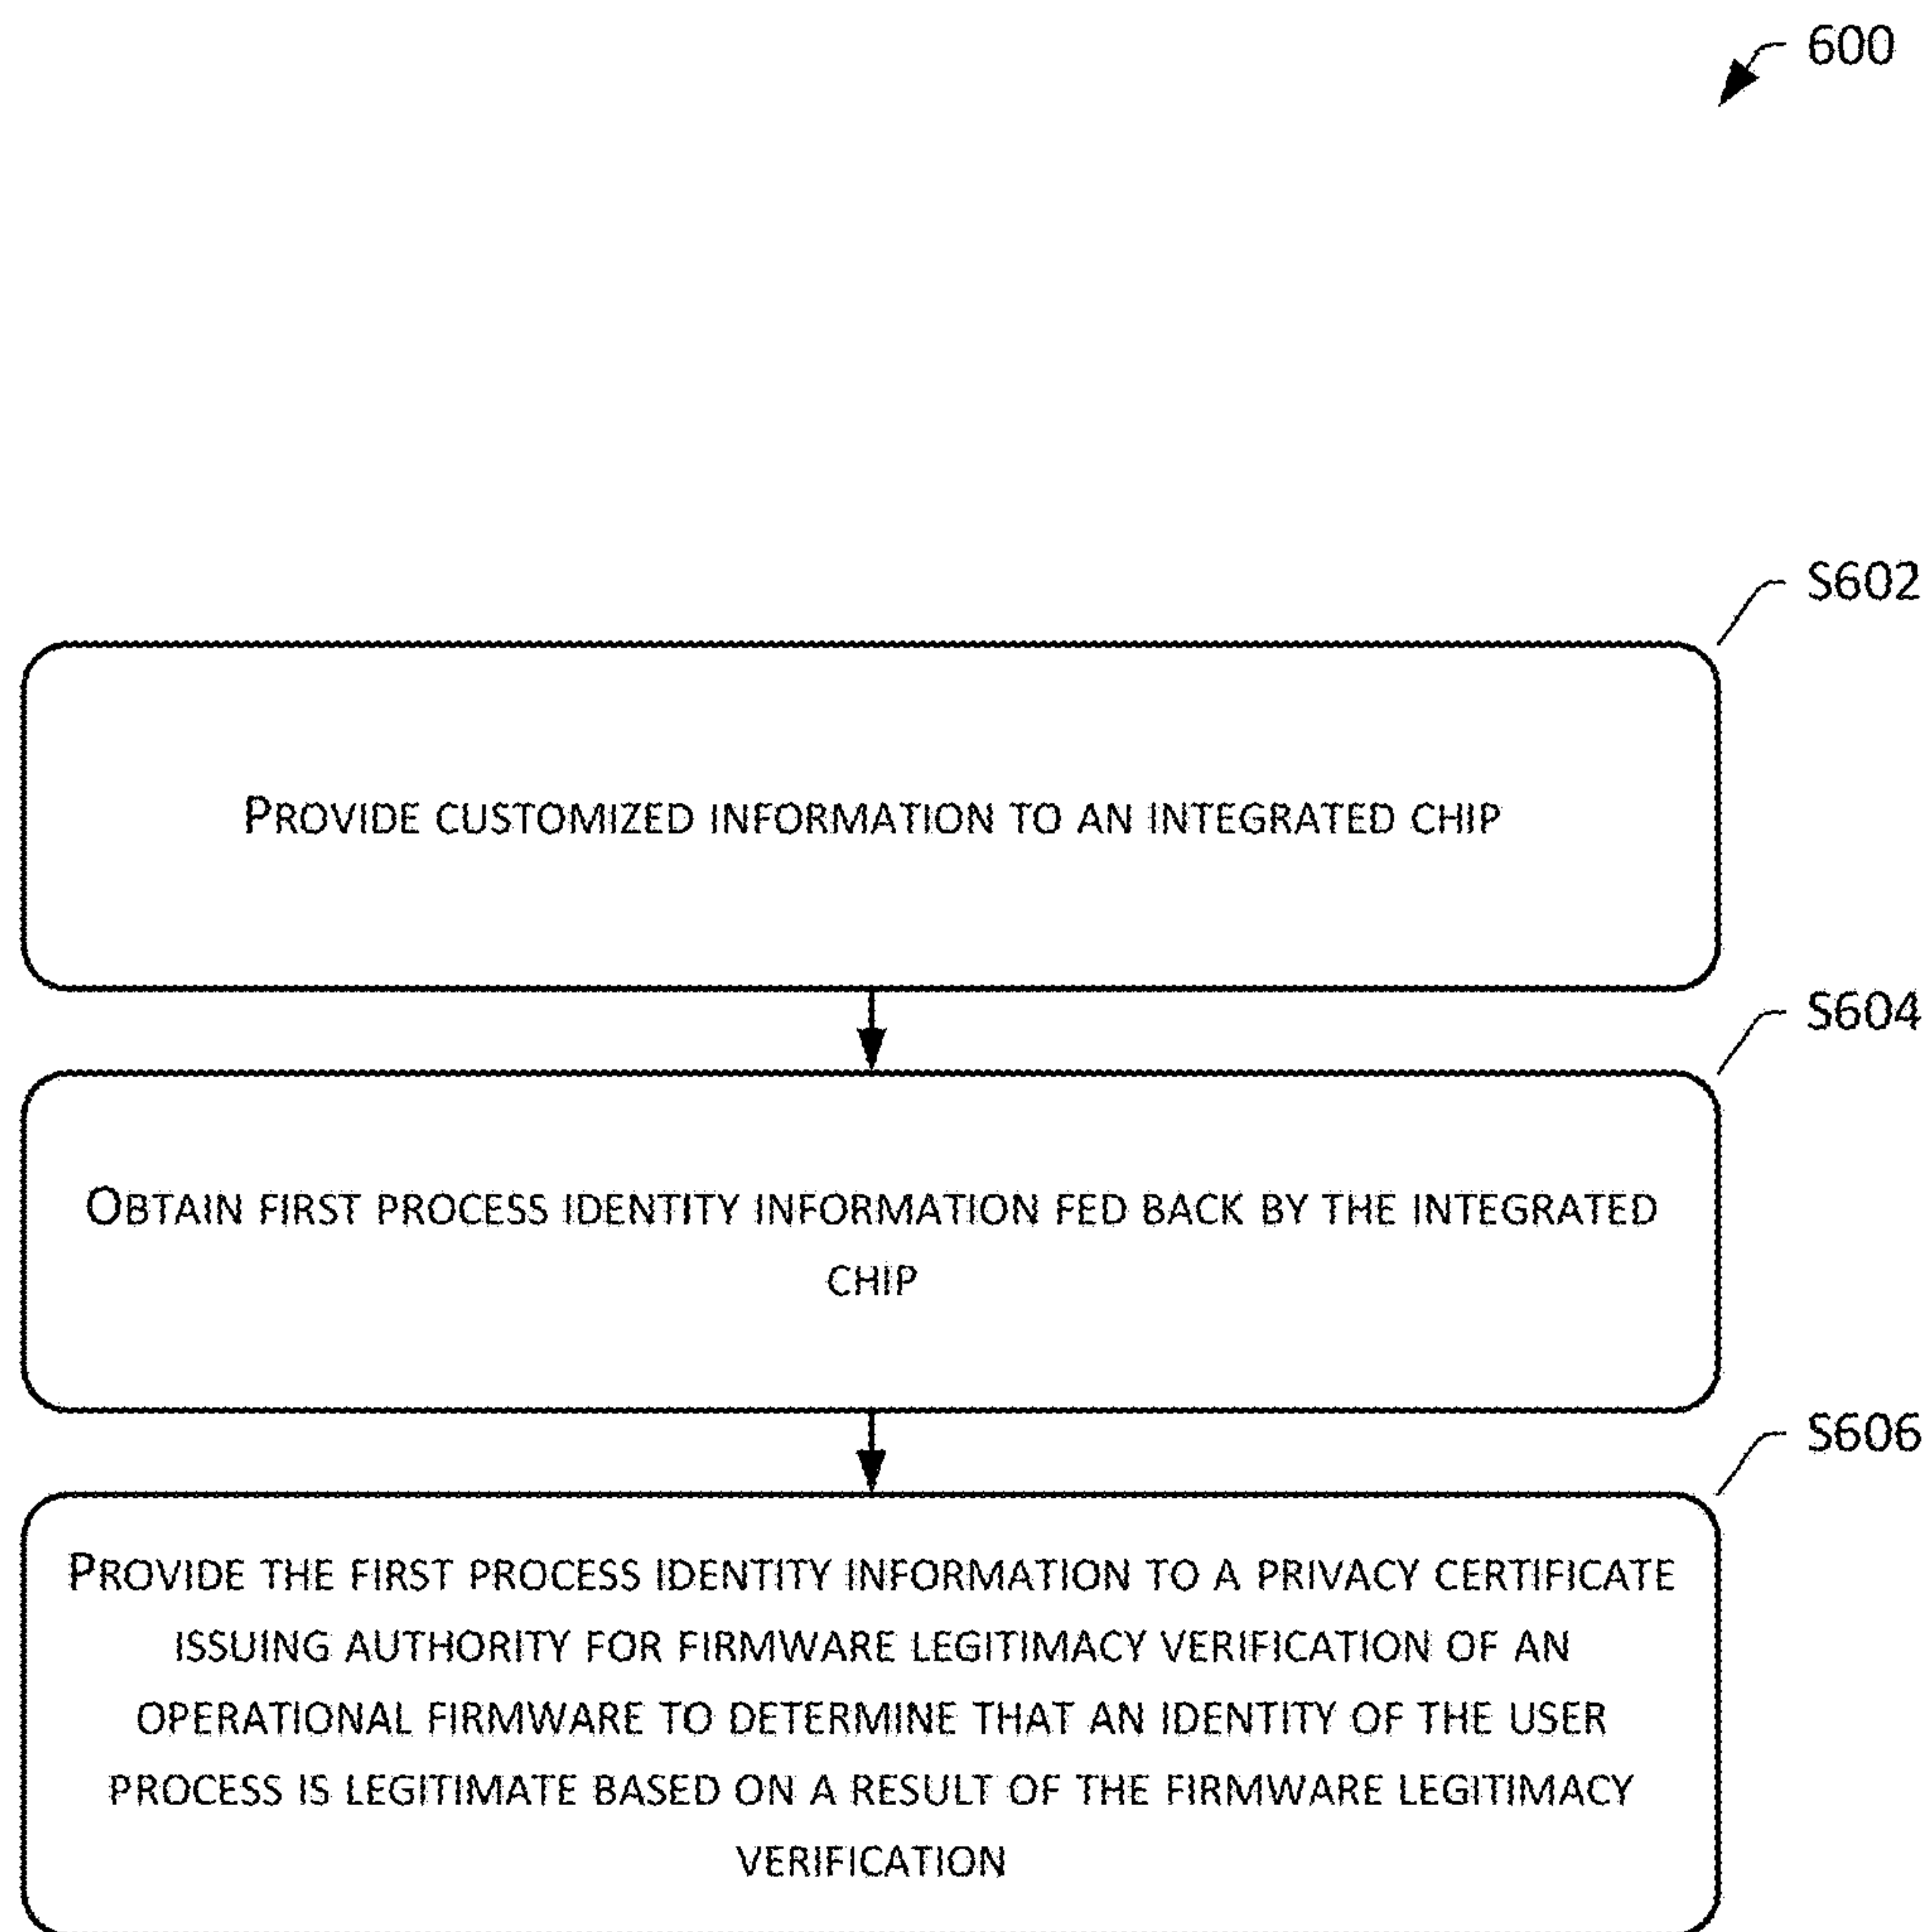 600
S602
PROVIDE CUSTOMIZED INFORMATION TO AN INTEGRATED CHIP
S604
OBTAIN FIRST PROCESS IDENTITY INFORMATION FED BACK BY THE INTEGRATED
CHIP
S606
PROVIDE THE FIRST PROCESS IDENTITY INFORMATION TO A PRIVACY CERTIFICATE
ISSUING AUTHORITY FOR FIRMWARE LEGITIMACY VERIFICATION OF AN
OPERATIONAL FIRMWARE TO DETERMINE THAT AN IDENTITY OF THE USER
PROCESS IS LEGITIMATE BASED ON A RESULT OF THE FIRMWARE LEGITIMACY
VERIFICATION